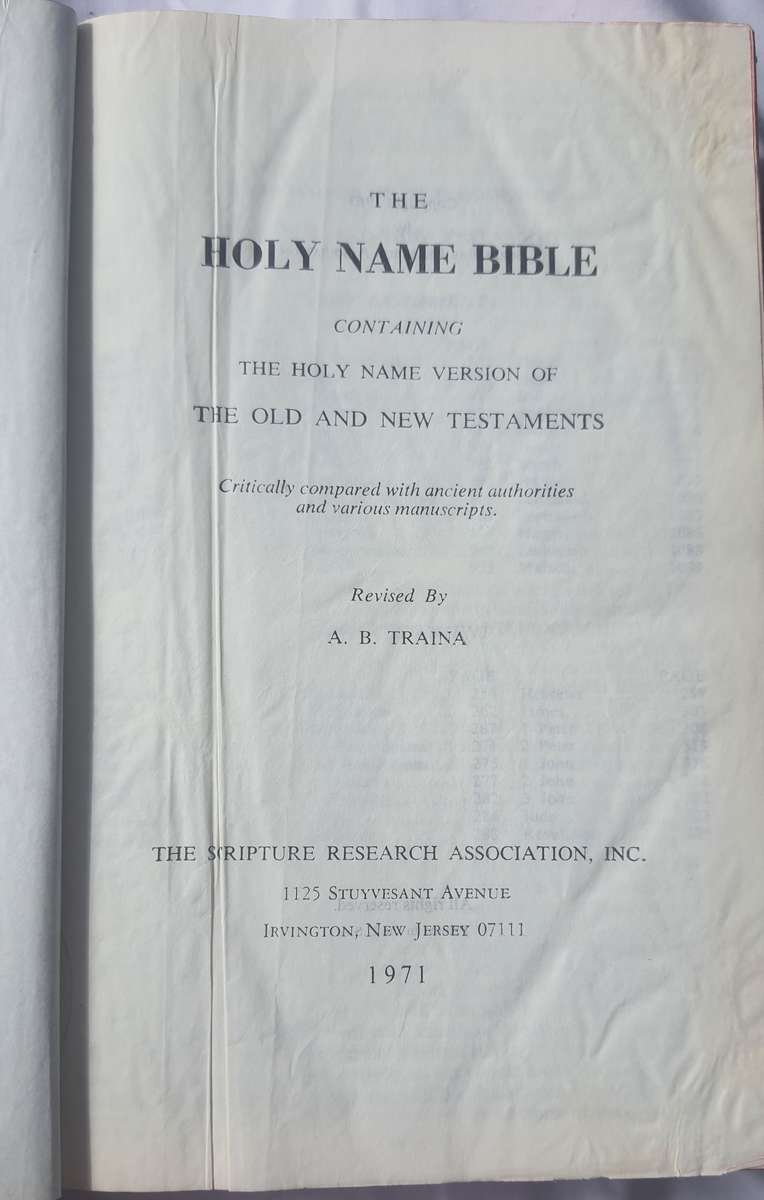 THE
HOLY NAME BIBLE
CONTAINING
THE HOLY NAME VERSION OF
THE OLD AND NEW TESTAMENTS
Critically compared with ancient authorities
and various manuscripts.
Revised By
A. B. TRAINA
THE SCRIPTURE RESEARCH ASSOCIATION, INC.
1125 STUYVESANT AVENUE
IRVINGTON, NEW JERSEY 07111
1971